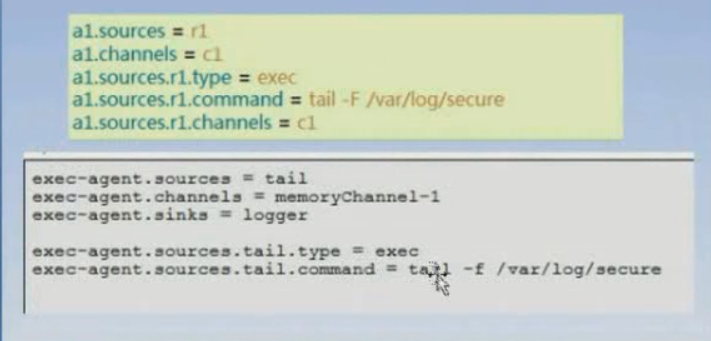 a1.sources = r1
a1.channels = c1
a1.sources.r1.type = exec
a1.sources.r1.command = tail -F /var/log/secure
a1.sources.r1.channels = c1
exec-agent.sources = tail
exec-agent.channels = memoryChannel-1
exec-agent.sinks = logger
exec-agent.sources.tail.type = exec
exec-agent.sources.tail.command = tail -f /var/log/secure